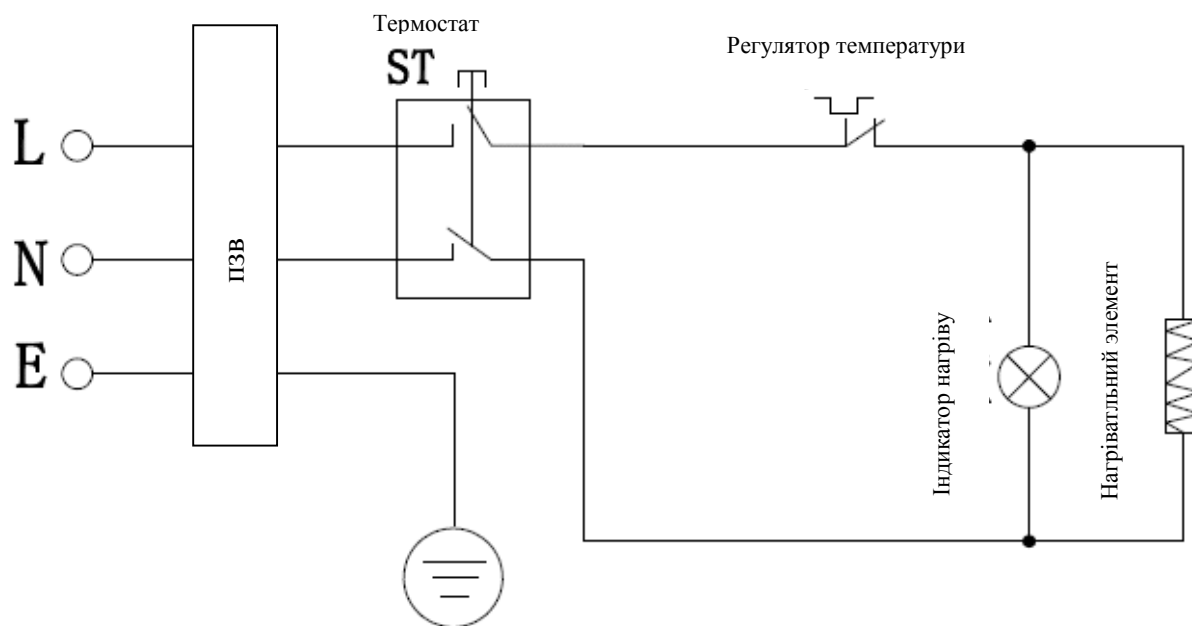 Термостат
ST
Регулятор температури
L
N
E
ПЗВ
Індикатор нагріву
Нагріватльний элемент